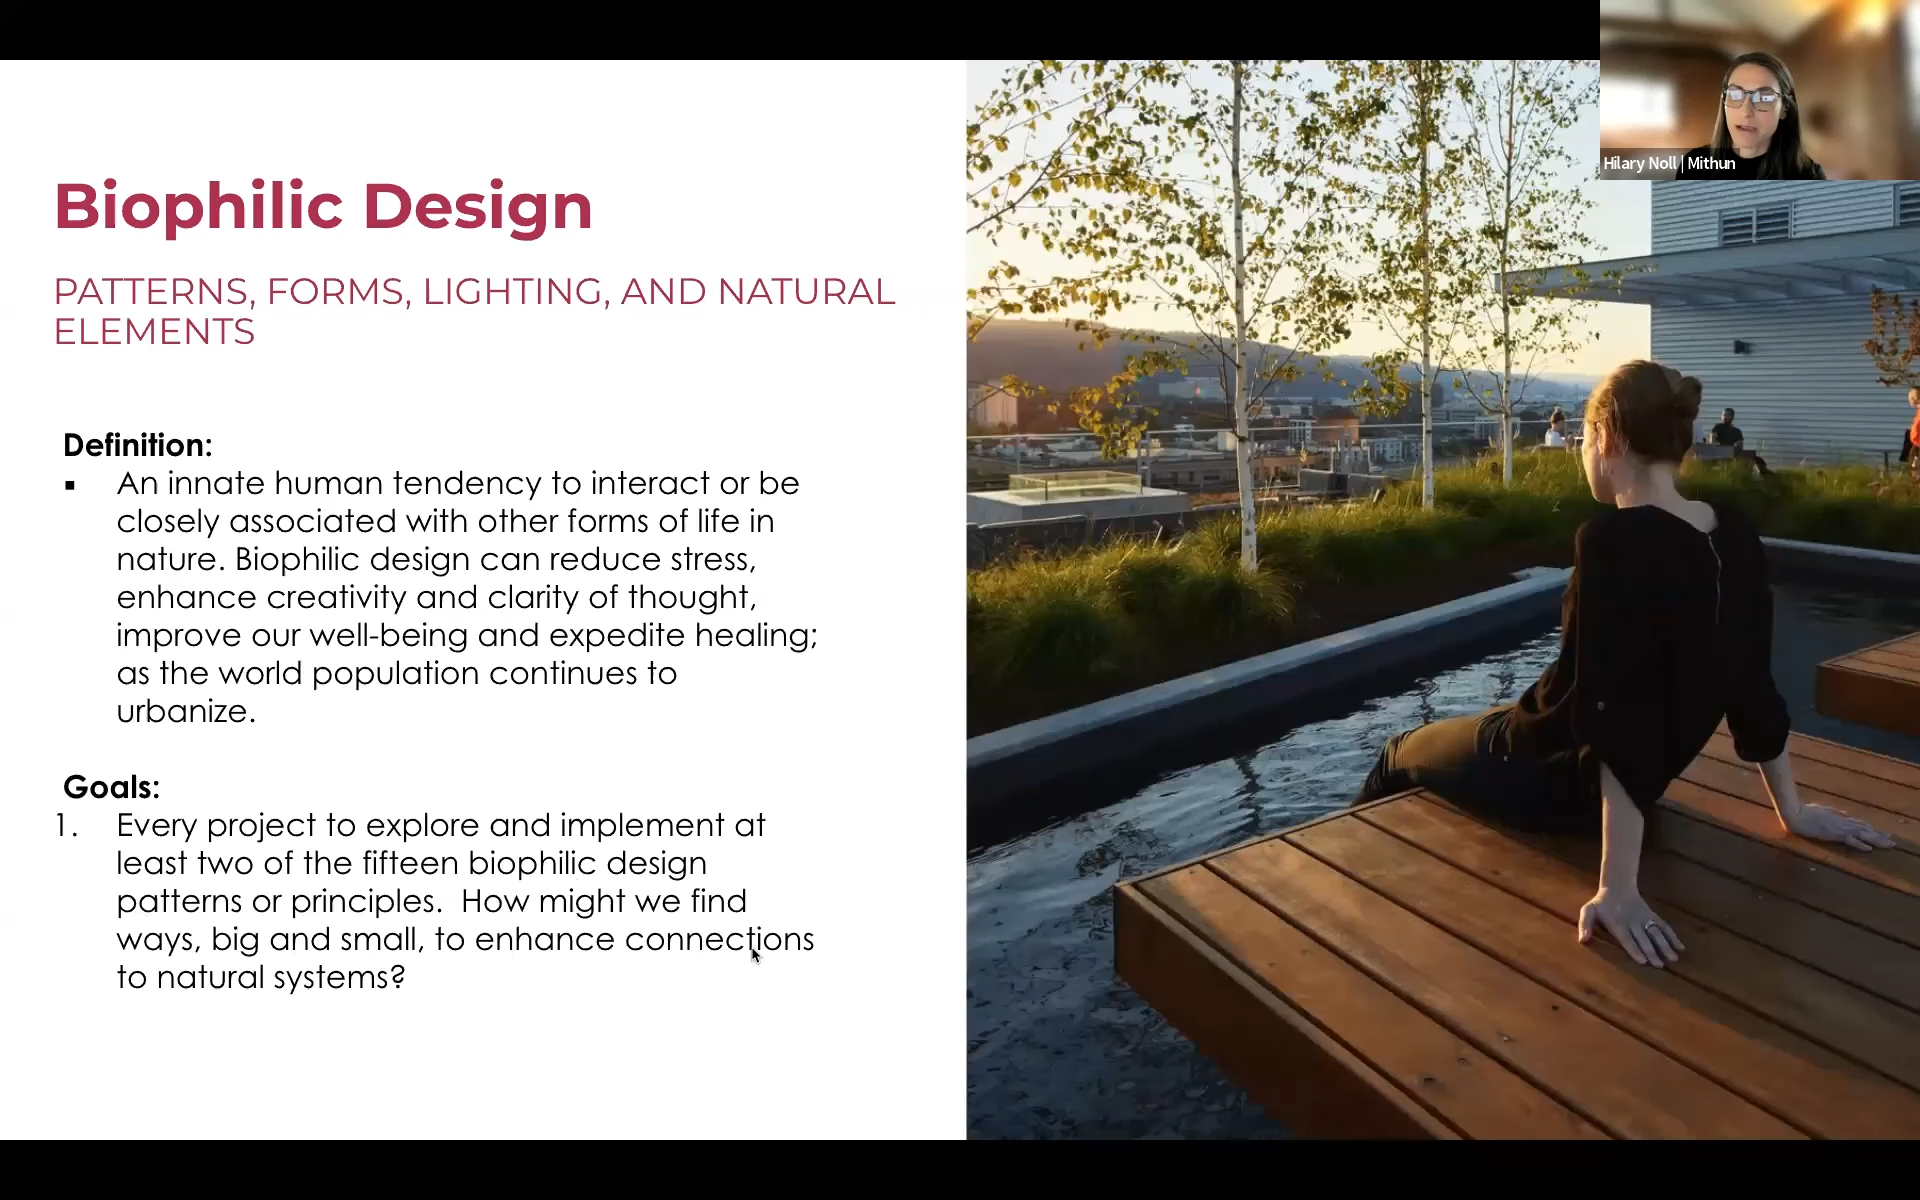 Hilary Noll | Mithun
Biophilic Design
PATTERNS, FORMS, LIGHTING, AND NATURAL
ELEMENTS
Definition:
▪ An innate human tendency to interact or be
closely associated with other forms of life in
nature. Biophilic design can reduce stress,
enhance creativity and clarity of thought,
improve our well-being and expedite healing;
as the world population continues to
urbanize.
Goals:
1. Every project to explore and implement at
least two of the fifteen biophilic design
patterns or principles.  How might we find
ways, big and small, to enhance connections
to natural systems?